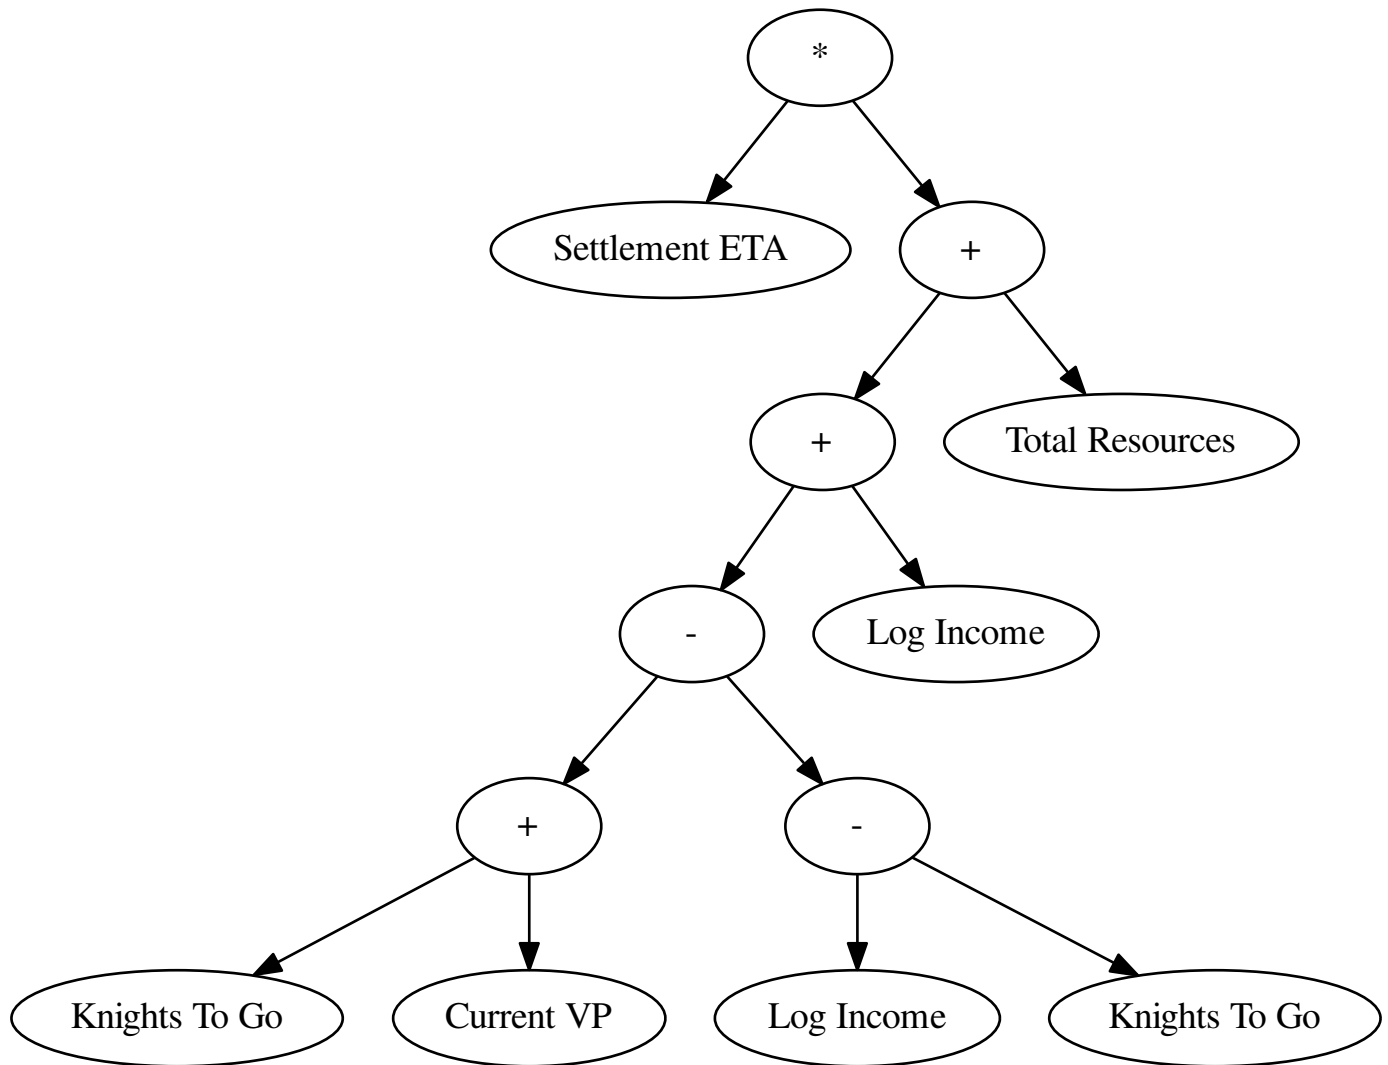 *
Settlement ETA
+
+
Total Resources
-
Log Income
+
-
Knights To Go
Current VP
Log Income
Knights To Go